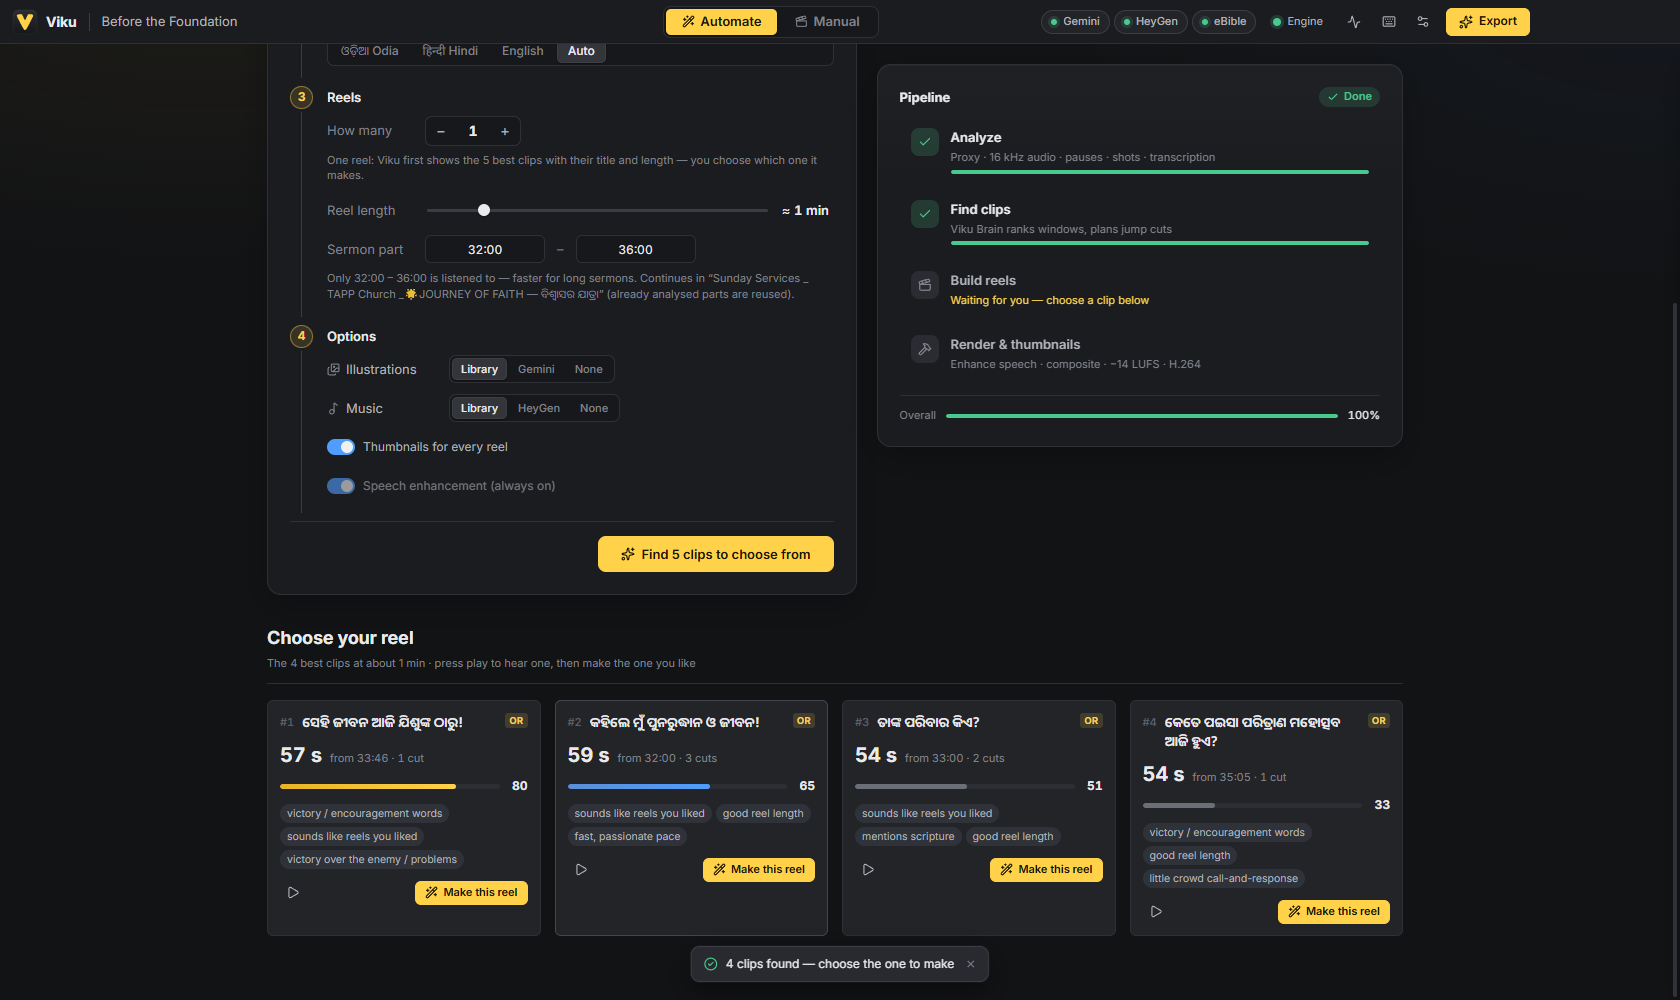 Viku
Before the Foundation
Automate
Manual
Gemini
HeyGen
eBible
Engine
Export
ଓଡ଼ିଆ Odia
हिन्दी Hindi
English
Auto
3
Reels
How many
−
1
+
One reel: Viku first shows the 5 best clips with their title and length — you choose which one it
makes.
Reel length
≈ 1 min
Sermon part
32:00
–
36:00
Only 32:00 – 36:00 is listened to — faster for long sermons. Continues in “Sunday Services _
TAPP Church _🌟JOURNEY OF FAITH — ବିଶ୍ୱାସର ଯାତ୍ରା” (already analysed parts are reused).
4
Options
Illustrations
Library
Gemini
None
Music
Library
HeyGen
None
Thumbnails for every reel
Speech enhancement (always on)
Find 5 clips to choose from
Pipeline
Done
Analyze
Proxy · 16 kHz audio · pauses · shots · transcription
Find clips
Viku Brain ranks windows, plans jump cuts
Build reels
Waiting for you — choose a clip below
Render & thumbnails
Enhance speech · composite · −14 LUFS · H.264
Overall
100%
Choose your reel
The 4 best clips at about 1 min · press play to hear one, then make the one you like
#1 ସେହି ଜୀବନ ଆଜି ଯିଶୁଙ୍କ ଠାରୁ!
OR
57 s from 33:46 · 1 cut
80
victory / encouragement words
sounds like reels you liked
victory over the enemy / problems
Make this reel
#2 କହିଲେ ମୁଁ ପୁନରୁତ୍ଥାନ ଓ ଜୀବନ!
OR
59 s from 32:00 · 3 cuts
65
sounds like reels you liked
good reel length
fast, passionate pace
Make this reel
#3 ତାଙ୍କ ପରିବାର କିଏ?
OR
54 s from 33:00 · 2 cuts
51
sounds like reels you liked
mentions scripture
good reel length
Make this reel
#4 କେତେ ପଇସା ପରିତ୍ରାଣ ମହୋତ୍ସବ
ଆଜି ହୁଏ?
OR
54 s from 35:05 · 1 cut
33
victory / encouragement words
good reel length
little crowd call-and-response
Make this reel
4 clips found — choose the one to make